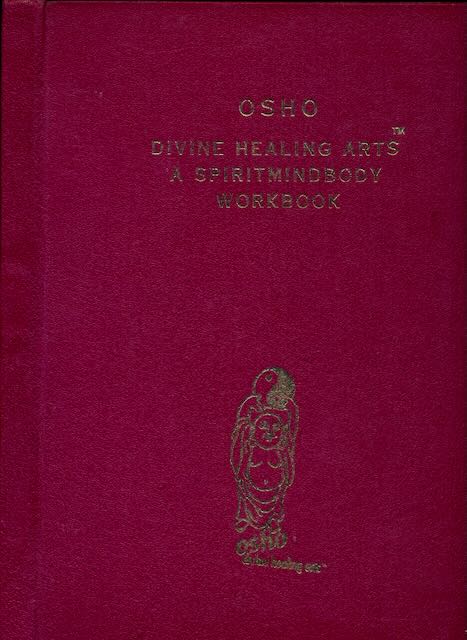 OSHO
DIVINE HEALING ARTS™
A SPIRITMINDBODY
WORKBOOK
osho
divine healing arts™